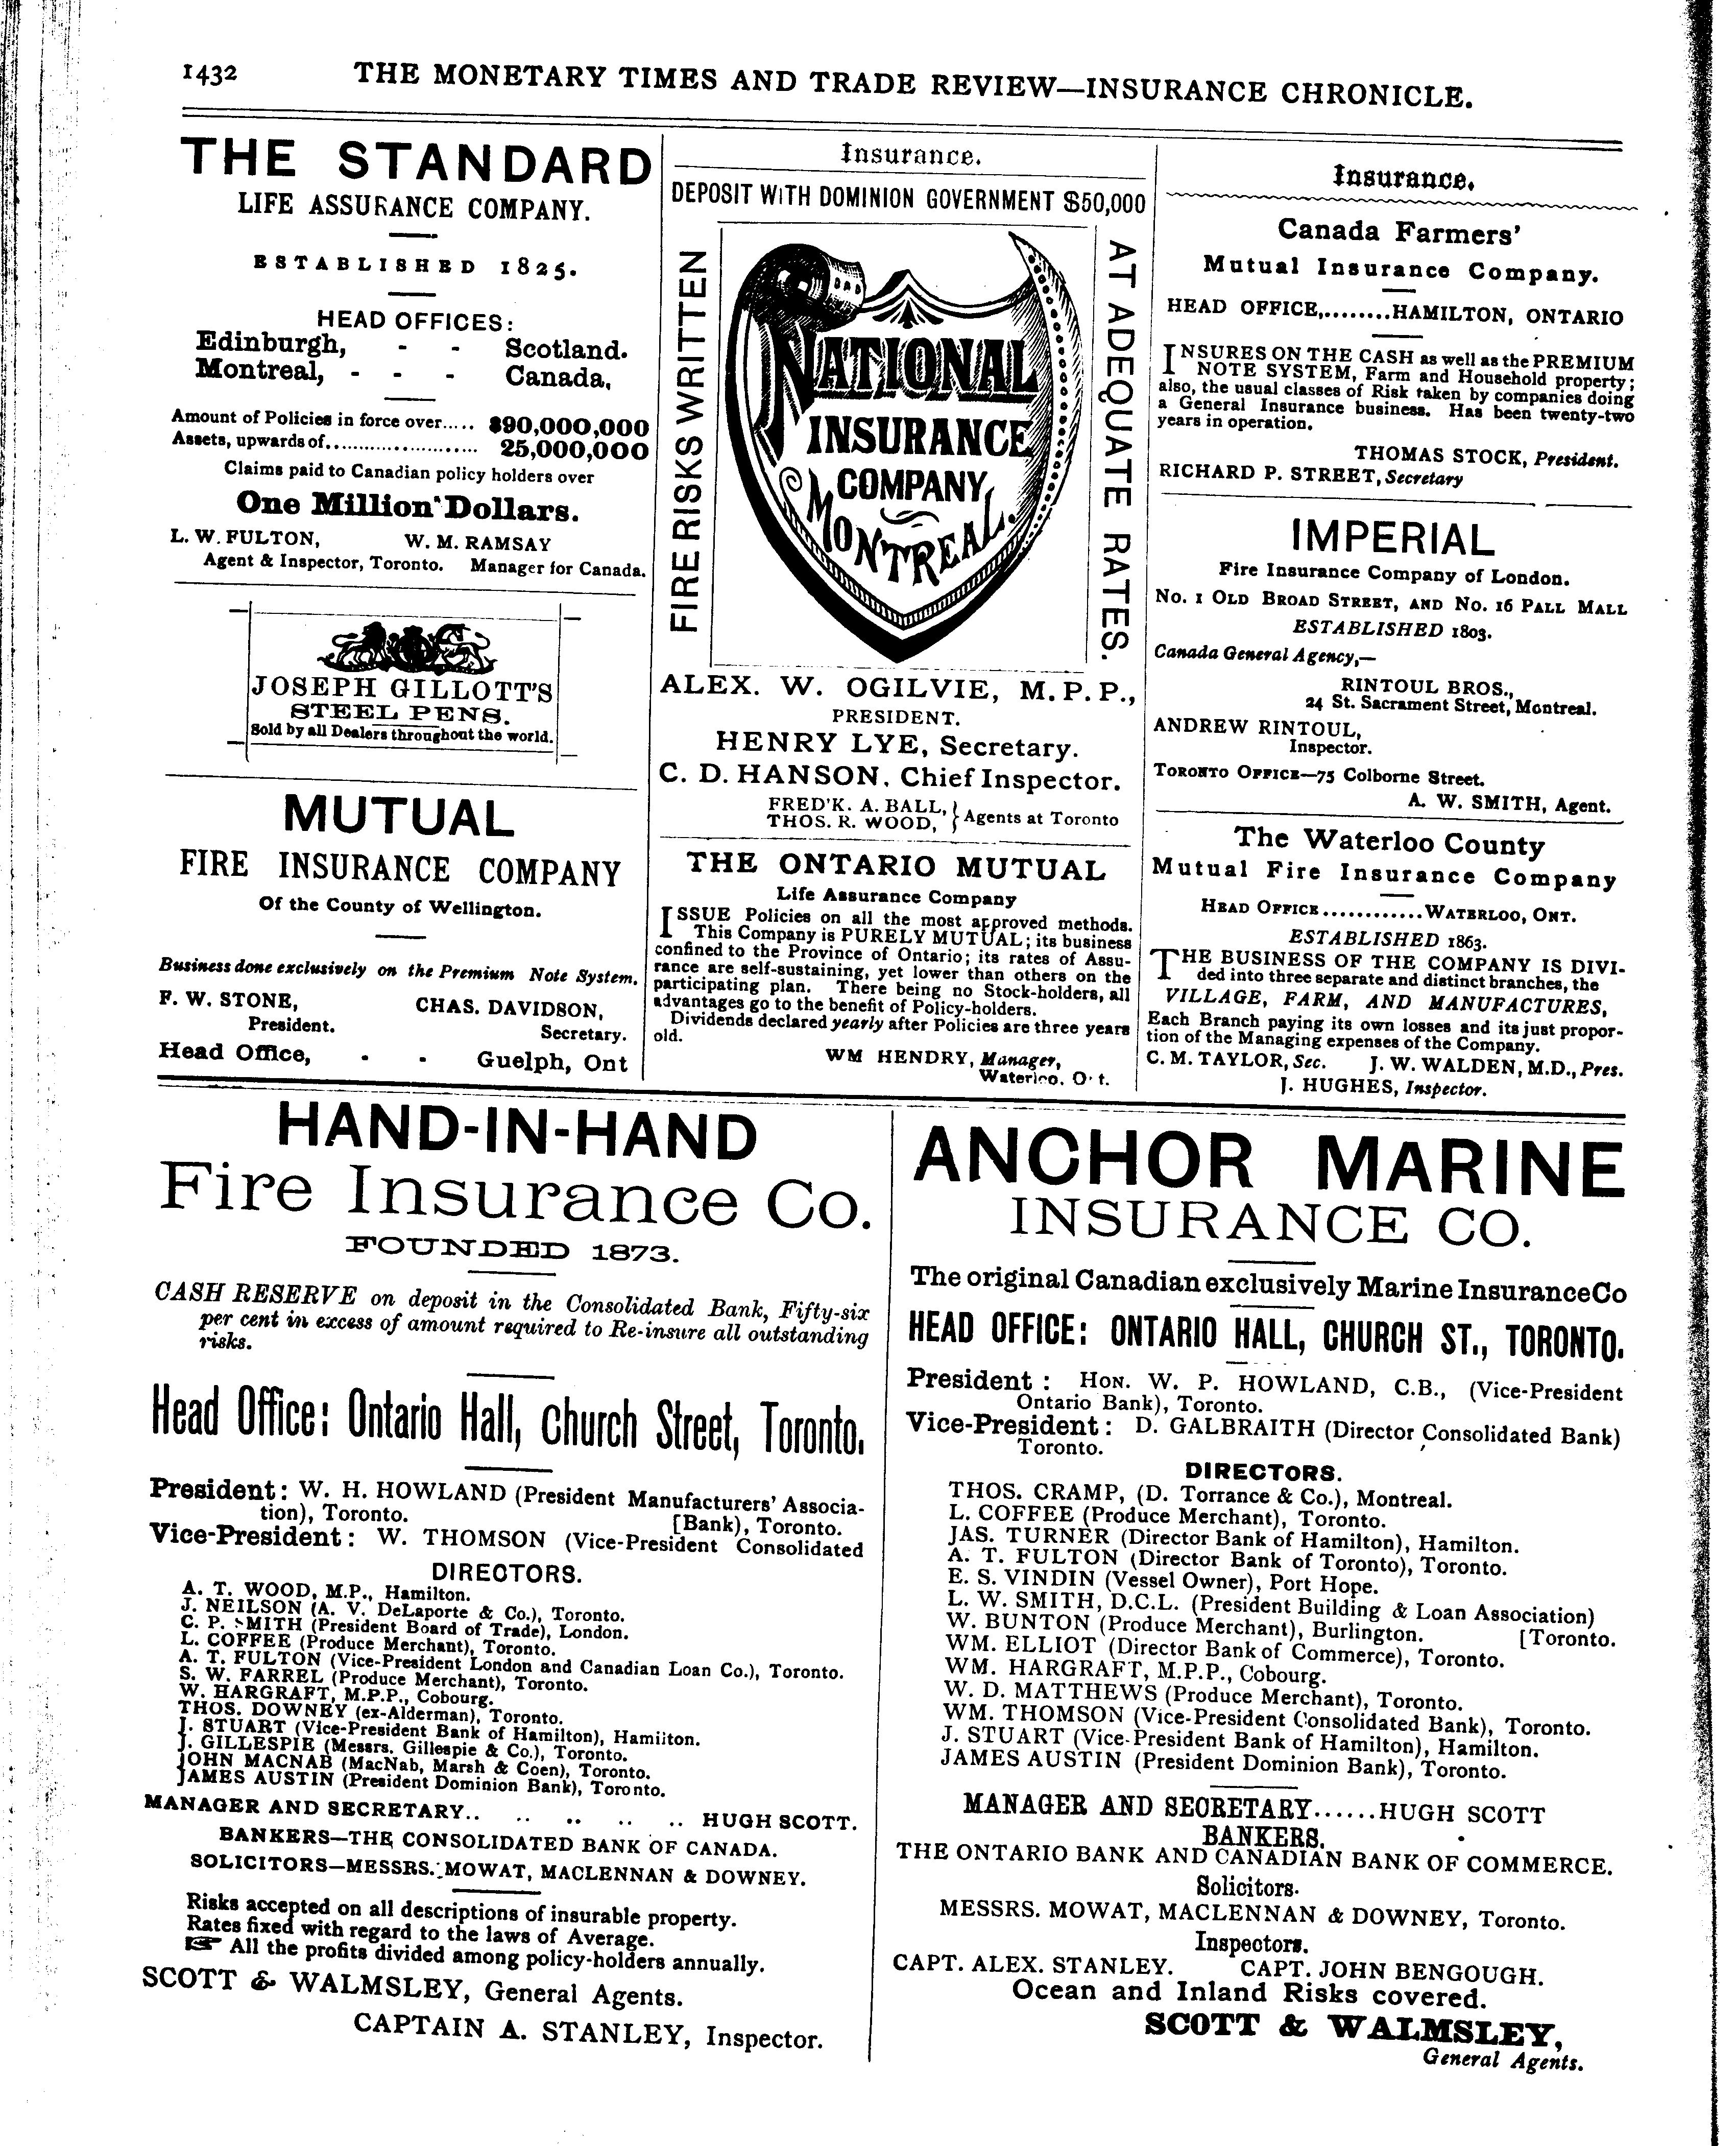 1432 THE MONETARY TIMES AND TRADE REVIEW—INSURANCE CHRONICLE.
THE STANDARD
LIFE ASSURANCE COMPANY.
ESTABLISHED 1825.
HEAD OFFICES:
Edinburgh, - - Scotland.
Montreal, - - - Canada,
Amount of Policies in force over..... $90,000,000
Assets, upwards of...................... 25,000,000
Claims paid to Canadian policy holders over
One Million Dollars.
L. W. FULTON, W. M. RAMSAY
Agent & Inspector, Toronto. Manager for Canada.
JOSEPH GILLOTT'S
STEEL PENS.
Sold by all Dealers throughout the world.
MUTUAL
FIRE INSURANCE COMPANY
Of the County of Wellington.
Business done exclusively on the Premium Note System.
F. W. STONE, CHAS. DAVIDSON,
President. Secretary.
Head Office, - - Guelph, Ont
Insurance.
DEPOSIT WITH DOMINION GOVERNMENT $50,000
FIRE RISKS WRITTEN
NATIONAL
INSURANCE
COMPANY
MONTREAL.
AT ADEQUATE RATES.
ALEX. W. OGILVIE, M.P.P.,
PRESIDENT.
HENRY LYE, Secretary.
C. D. HANSON, Chief Inspector.
FRED'K. A. BALL, } Agents at Toronto
THOS. R. WOOD,
THE ONTARIO MUTUAL
Life Assurance Company
ISSUE Policies on all the most approved methods.
This Company is PURELY MUTUAL; its business
confined to the Province of Ontario; its rates of Assu-
rance are self-sustaining, yet lower than others on the
participating plan. There being no Stock-holders, all
advantages go to the benefit of Policy-holders.
Dividends declared yearly after Policies are three years
old.
WM HENDRY, Manager,
Waterloo, O t.
Insurance.
Canada Farmers'
Mutual Insurance Company.
HEAD OFFICE,........HAMILTON, ONTARIO
INSURES ON THE CASH as well as the PREMIUM
NOTE SYSTEM, Farm and Household property;
also, the usual classes of Risk taken by companies doing
a General Insurance business. Has been twenty-two
years in operation.
THOMAS STOCK, President.
RICHARD P. STREET, Secretary
IMPERIAL
Fire Insurance Company of London.
No. 1 OLD BROAD STREET, AND No. 16 PALL MALL
ESTABLISHED 1803.
Canada General Agency,—
RINTOUL BROS.,
24 St. Sacrament Street, Montreal.
ANDREW RINTOUL,
Inspector.
TORONTO OFFICE—75 Colborne Street.
A. W. SMITH, Agent.
The Waterloo County
Mutual Fire Insurance Company
HEAD OFFICE............WATERLOO, ONT.
ESTABLISHED 1863.
THE BUSINESS OF THE COMPANY IS DIVI-
ded into three separate and distinct branches, the
VILLAGE, FARM, AND MANUFACTURES,
Each Branch paying its own losses and its just propor-
tion of the Managing expenses of the Company.
C. M. TAYLOR, Sec. J. W. WALDEN, M.D., Pres.
J. HUGHES, Inspector.
HAND-IN-HAND
Fire Insurance Co.
FOUNDED 1873.
CASH RESERVE on deposit in the Consolidated Bank, Fifty-six
per cent in excess of amount required to Re-insure all outstanding
risks.
Head Office: Ontario Hall, Church Street, Toronto.
President: W. H. HOWLAND (President Manufacturers' Associa-
tion), Toronto. [Bank), Toronto.
Vice-President: W. THOMSON (Vice-President Consolidated
DIRECTORS.
A. T. WOOD, M.P., Hamilton.
J. NEILSON (A. V. DeLaporte & Co.), Toronto.
C. P. SMITH (President Board of Trade), London.
L. COFFEE (Produce Merchant), Toronto.
A. T. FULTON (Vice-President London and Canadian Loan Co.), Toronto.
S. W. FARREL (Produce Merchant), Toronto.
W. HARGRAFT, M.P.P., Cobourg.
THOS. DOWNEY (ex-Alderman), Toronto.
J. STUART (Vice-President Bank of Hamilton), Hamilton.
J. GILLESPIE (Messrs. Gillespie & Co.), Toronto.
JOHN MACNAB (MacNab, Marsh & Coen), Toronto.
JAMES AUSTIN (President Dominion Bank), Toronto.
MANAGER AND SECRETARY.. .. .. .. .. HUGH SCOTT.
BANKERS—THE CONSOLIDATED BANK OF CANADA.
SOLICITORS—MESSRS. MOWAT, MACLENNAN & DOWNEY.
Risks accepted on all descriptions of insurable property.
Rates fixed with regard to the laws of Average.
☞ All the profits divided among policy-holders annually.
SCOTT & WALMSLEY, General Agents.
CAPTAIN A. STANLEY, Inspector.
ANCHOR MARINE
INSURANCE CO.
The original Canadian exclusively Marine Insurance Co
HEAD OFFICE: ONTARIO HALL, CHURCH ST., TORONTO.
President: HON. W. P. HOWLAND, C.B., (Vice-President
Ontario Bank), Toronto.
Vice-President: D. GALBRAITH (Director Consolidated Bank)
Toronto.
DIRECTORS.
THOS. CRAMP, (D. Torrance & Co.), Montreal.
L. COFFEE (Produce Merchant), Toronto.
JAS. TURNER (Director Bank of Hamilton), Hamilton.
A. T. FULTON (Director Bank of Toronto), Toronto.
E. S. VINDIN (Vessel Owner), Port Hope.
L. W. SMITH, D.C.L. (President Building & Loan Association)
W. BUNTON (Produce Merchant), Burlington. [Toronto.
WM. ELLIOT (Director Bank of Commerce), Toronto.
WM. HARGRAFT, M.P.P., Cobourg.
W. D. MATTHEWS (Produce Merchant), Toronto.
WM. THOMSON (Vice-President Consolidated Bank), Toronto.
J. STUART (Vice-President Bank of Hamilton), Hamilton.
JAMES AUSTIN (President Dominion Bank), Toronto.
MANAGER AND SECRETARY......HUGH SCOTT
BANKERS.
THE ONTARIO BANK AND CANADIAN BANK OF COMMERCE.
Solicitors.
MESSRS. MOWAT, MACLENNAN & DOWNEY, Toronto.
Inspectors.
CAPT. ALEX. STANLEY. CAPT. JOHN BENGOUGH.
Ocean and Inland Risks covered.
SCOTT & WALMSLEY,
General Agents.